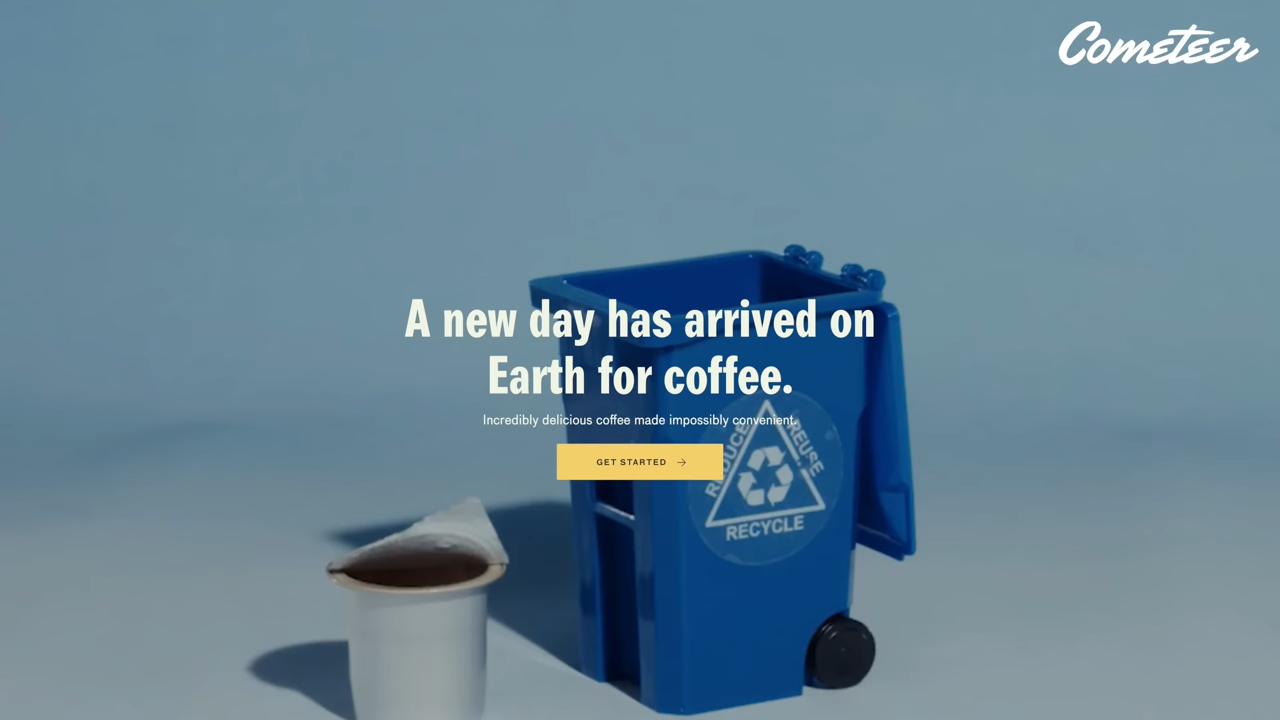 Cometeer
A new day has arrived on
Earth for coffee.
Incredibly delicious coffee made impossibly convenient.
GET STARTED →
REDUCE REUSE
RECYCLE